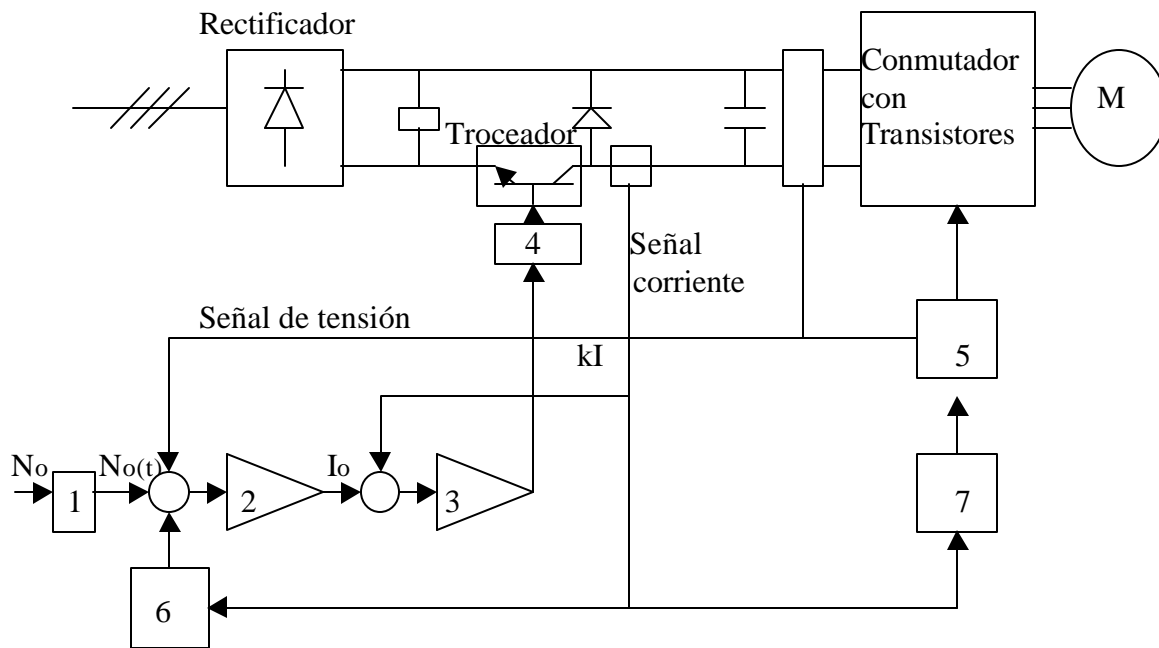 Rectificador
Conmutador
con
Transistores
M
Troceador
4
Señal
corriente
Señal de tensión
kI
5
No
No(t)
Io
1
2
3
7
6